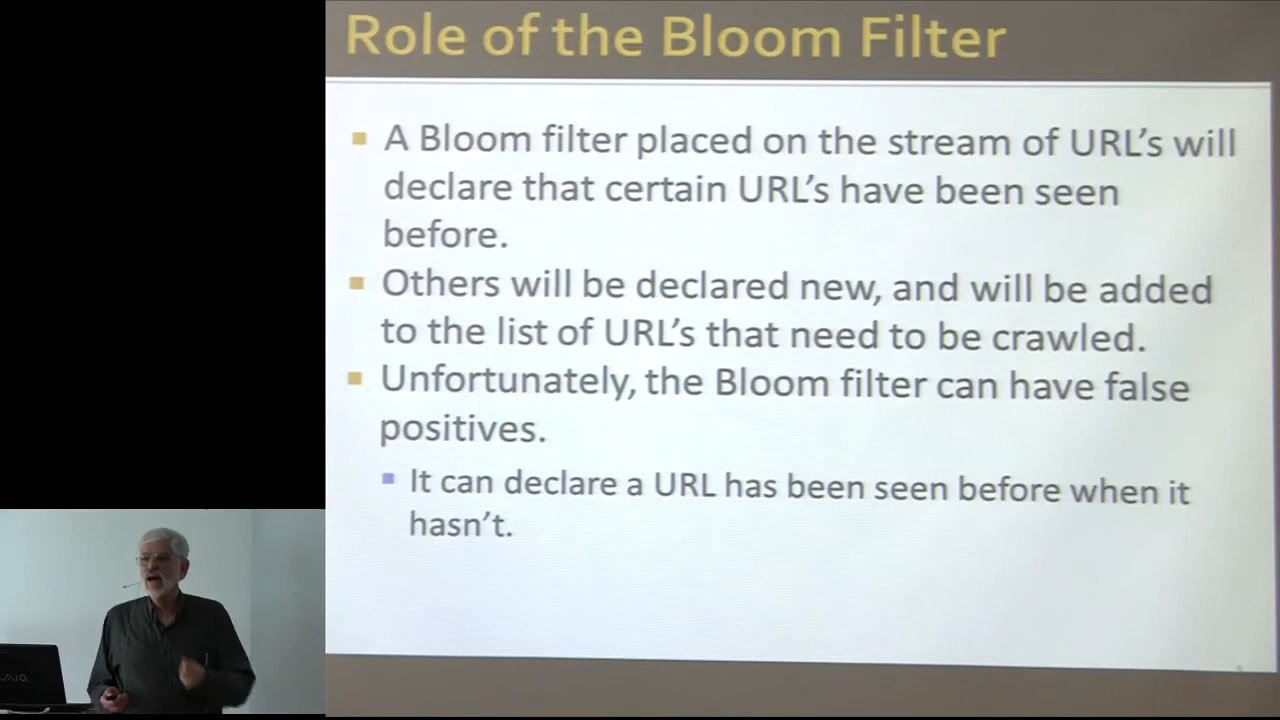 Role of the Bloom Filter
A Bloom filter placed on the stream of URL's will
declare that certain URL's have been seen
before.
Others will be declared new, and will be added
to the list of URL's that need to be crawled.
Unfortunately, the Bloom filter can have false
positives.
It can declare a URL has been seen before when it
hasn't.